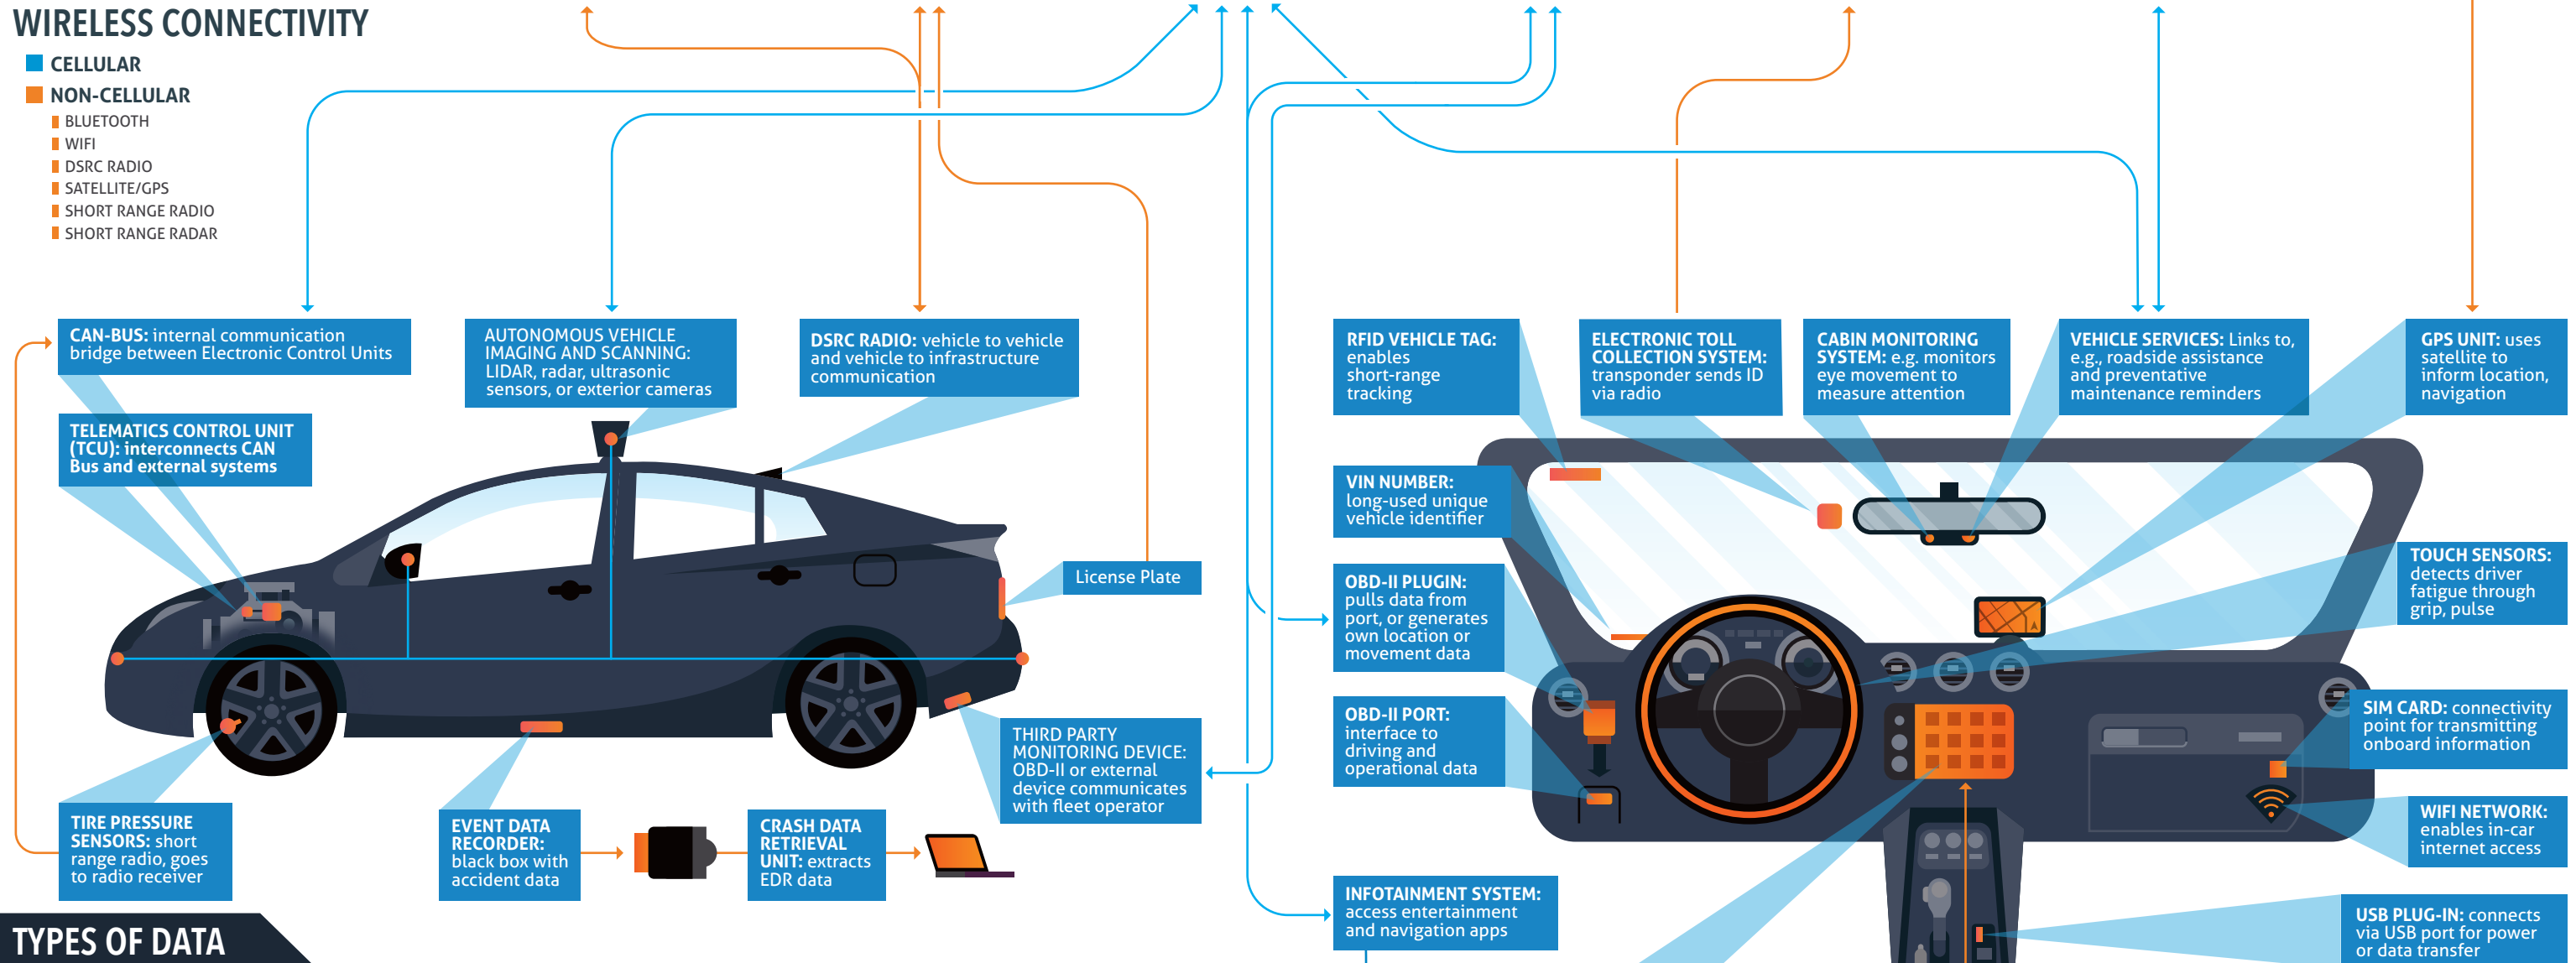 WIRELESS CONNECTIVITY
CELLULAR
NON-CELLULAR
BLUETOOTH
WIFI
DSRC RADIO
SATELLITE/GPS
SHORT RANGE RADIO
SHORT RANGE RADAR
CAN-BUS: internal communication
bridge between Electronic Control Units
TELEMATICS CONTROL UNIT
(TCU): interconnects CAN
Bus and external systems
AUTONOMOUS VEHICLE
IMAGING AND SCANNING:
LIDAR, radar, ultrasonic
sensors, or exterior cameras
DSRC RADIO: vehicle to vehicle
and vehicle to infrastructure
communication
License Plate
THIRD PARTY
MONITORING DEVICE:
OBD-II or external
device communicates
with fleet operator
TIRE PRESSURE
SENSORS: short
range radio, goes
to radio receiver
EVENT DATA
RECORDER:
black box with
accident data
CRASH DATA
RETRIEVAL
UNIT: extracts
EDR data
RFID VEHICLE TAG:
enables
short-range
tracking
ELECTRONIC TOLL
COLLECTION SYSTEM:
transponder sends ID
via radio
CABIN MONITORING
SYSTEM: e.g. monitors
eye movement to
measure attention
VEHICLE SERVICES: Links to,
e.g., roadside assistance
and preventative
maintenance reminders
GPS UNIT: uses
satellite to
inform location,
navigation
VIN NUMBER:
long-used unique
vehicle identifier
OBD-II PLUGIN:
pulls data from
port, or generates
own location or
movement data
OBD-II PORT:
interface to
driving and
operational data
TOUCH SENSORS:
detects driver
fatigue through
grip, pulse
SIM CARD: connectivity
point for transmitting
onboard information
WIFI NETWORK:
enables in-car
internet access
INFOTAINMENT SYSTEM:
access entertainment
and navigation apps
USB PLUG-IN: connects
via USB port for power
or data transfer
TYPES OF DATA